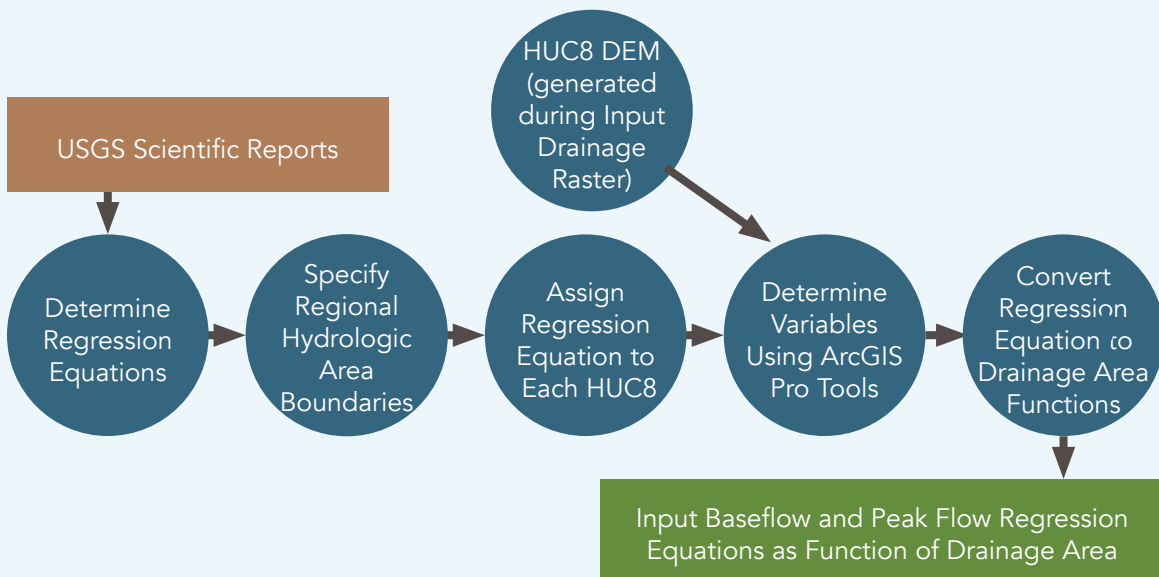 HUC8 DEM
(generated
during Input
Drainage
Raster)
USGS Scientific Reports
Determine
Regression
Equations
Specify
Regional
Hydrologic
Area
Boundaries
Assign
Regression
Equation to
Each HUC8
Determine
Variables
Using ArcGIS
Pro Tools
Convert
Regression
Equation to
Drainage Area
Functions
Input Baseflow and Peak Flow Regression
Equations as Function of Drainage Area